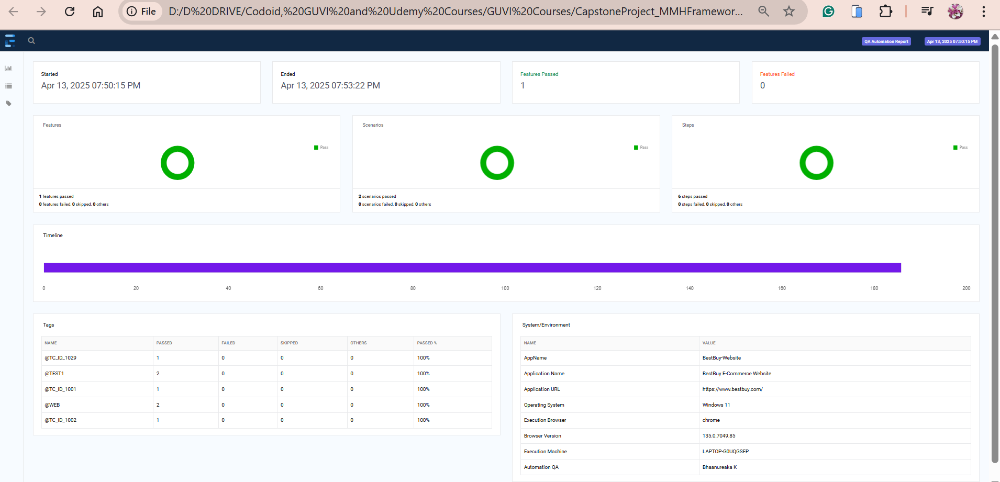 File D:/D%20DRIVE/Codoid,%20GUVI%20and%20Udemy%20Courses/GUVI%20Courses/CapstoneProject_MMHFramewor...
QA Automation Report Apr 13, 2025 07:50:15 PM
Started
Apr 13, 2025 07:50:15 PM
Ended
Apr 13, 2025 07:53:22 PM
Features Passed
1
Features Failed
0
Features
Pass
1 features passed
0 features failed, 0 skipped, 0 others
Scenarios
Pass
2 scenarios passed
0 scenarios failed, 0 skipped, 0 others
Steps
Pass
6 steps passed
0 steps failed, 0 skipped, 0 others
Timeline
0 20 40 60 80 100 120 140 160 180 200
Tags
NAME PASSED FAILED SKIPPED OTHERS PASSED %
@TC_ID_1029 1 0 0 0 100%
@TEST1 2 0 0 0 100%
@TC_ID_1001 1 0 0 0 100%
@WEB 2 0 0 0 100%
@TC_ID_1002 1 0 0 0 100%
System/Environment
NAME VALUE
AppName BestBuy-Website
Application Name BestBuy E-Commerce Website
Application URL https://www.bestbuy.com/
Operating System Windows 11
Execution Browser chrome
Browser Version 135.0.7049.85
Execution Machine LAPTOP-G0UQGSFP
Automation QA Bhaanureaka K